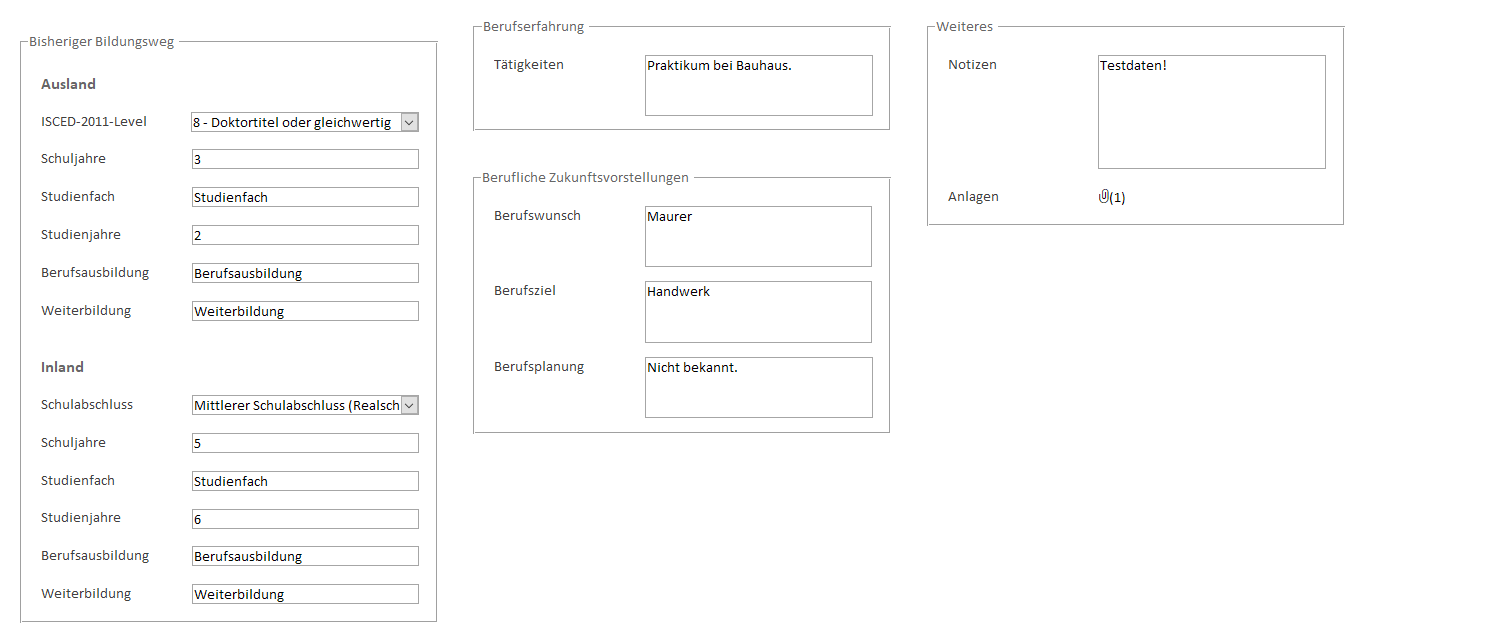 Bisheriger Bildungsweg
Ausland
ISCED-2011-Level 8 - Doktortitel oder gleichwertig
Schuljahre 3
Studienfach Studienfach
Studienjahre 2
Berufsausbildung Berufsausbildung
Weiterbildung Weiterbildung
Inland
Schulabschluss Mittlerer Schulabschluss (Realsch
Schuljahre 5
Studienfach Studienfach
Studienjahre 6
Berufsausbildung Berufsausbildung
Weiterbildung Weiterbildung
Berufserfahrung
Tätigkeiten Praktikum bei Bauhaus.
Berufliche Zukunftsvorstellungen
Berufswunsch Maurer
Berufsziel Handwerk
Berufsplanung Nicht bekannt.
Weiteres
Notizen Testdaten!
Anlagen (1)